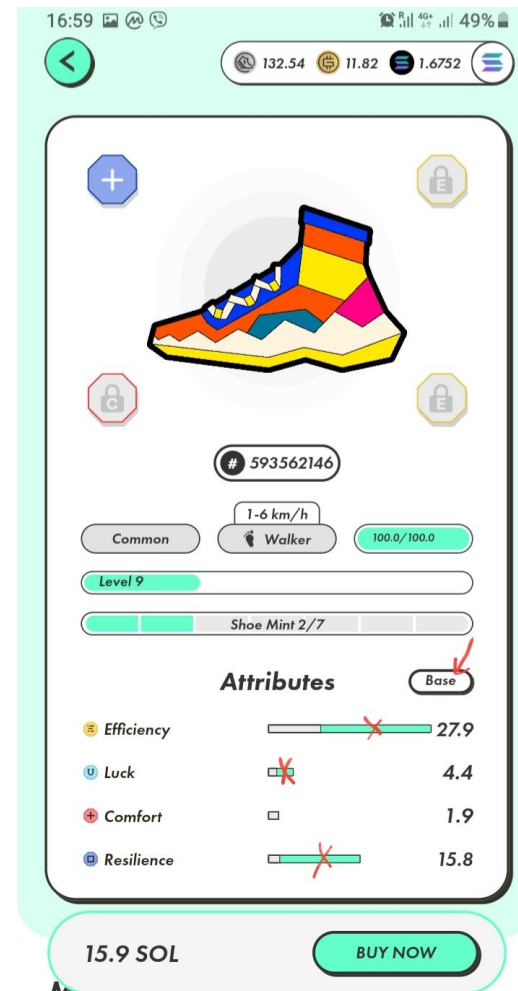 16:59 R 4G+ 49%
132.54 11.82 1.6752
E
C E
# 593562146
1-6 km/h
Common Walker 100.0/100.0
Level 9
Shoe Mint 2/7
Attributes Base
Efficiency 27.9
Luck 4.4
Comfort 1.9
Resilience 15.8
15.9 SOL BUY NOW